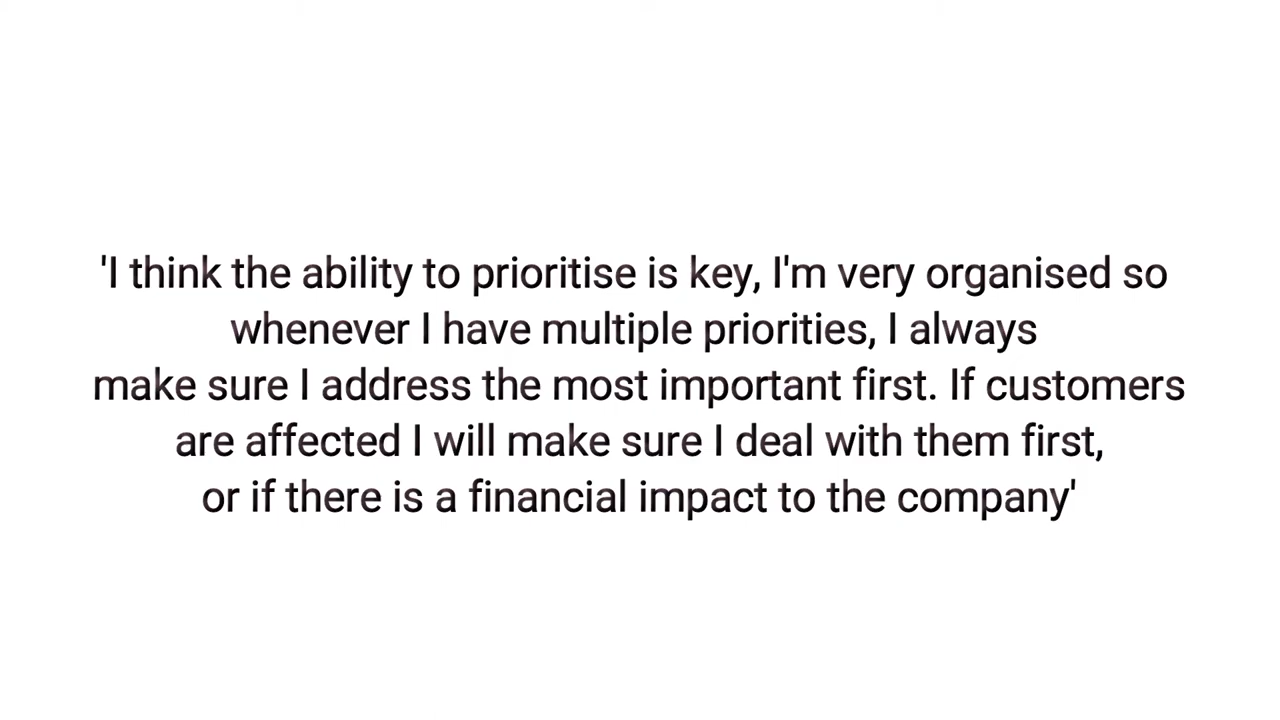 'I think the ability to prioritise is key, I'm very organised so
whenever I have multiple priorities, I always
make sure I address the most important first. If customers
are affected I will make sure I deal with them first,
or if there is a financial impact to the company'